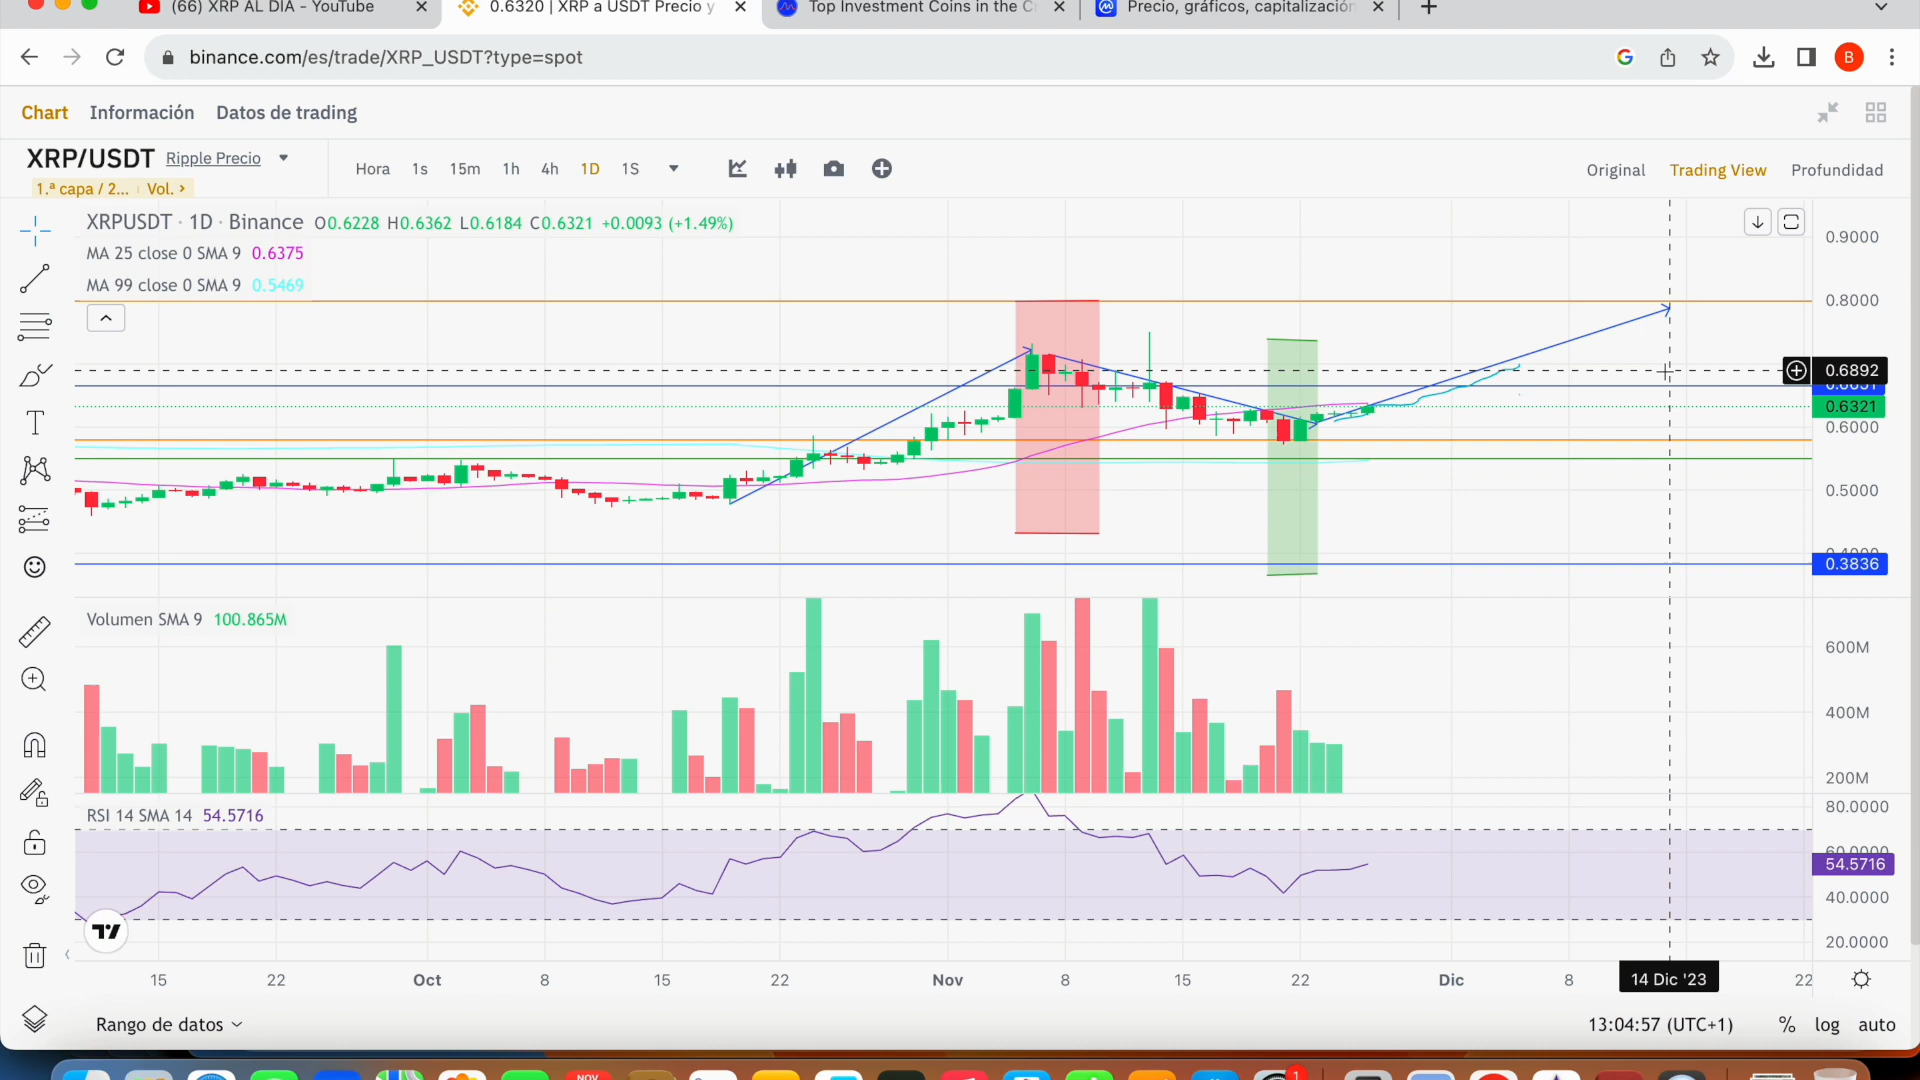 (66) XRP AL DÍA - YouTube
0.6320 | XRP a USDT Precio y
Top Investment Coins in the C
Precio, gráficos, capitalización
binance.com/es/trade/XRP_USDT?type=spot
B
Chart Información Datos de trading
XRP/USDT Ripple Precio
1.ª capa / 2... Vol. >
Hora 1s 15m 1h 4h 1D 1S
Original Trading View Profundidad
XRPUSDT · 1D · Binance O0.6228 H0.6362 L0.6184 C0.6321 +0.0093 (+1.49%)
MA 25 close 0 SMA 9 0.6375
MA 99 close 0 SMA 9 0.5469
0.9000
0.8000
0.6892
0.6321
0.6000
0.5000
0.4000
0.3836
Volumen SMA 9 100.865M
600M
400M
200M
RSI 14 SMA 14 54.5716
80.0000
60.0000
54.5716
40.0000
20.0000
15 22 Oct 8 15 22 Nov 8 15 22 Dic 8 14 Dic '23 22
Rango de datos
13:04:57 (UTC+1) % log auto
NOV
1